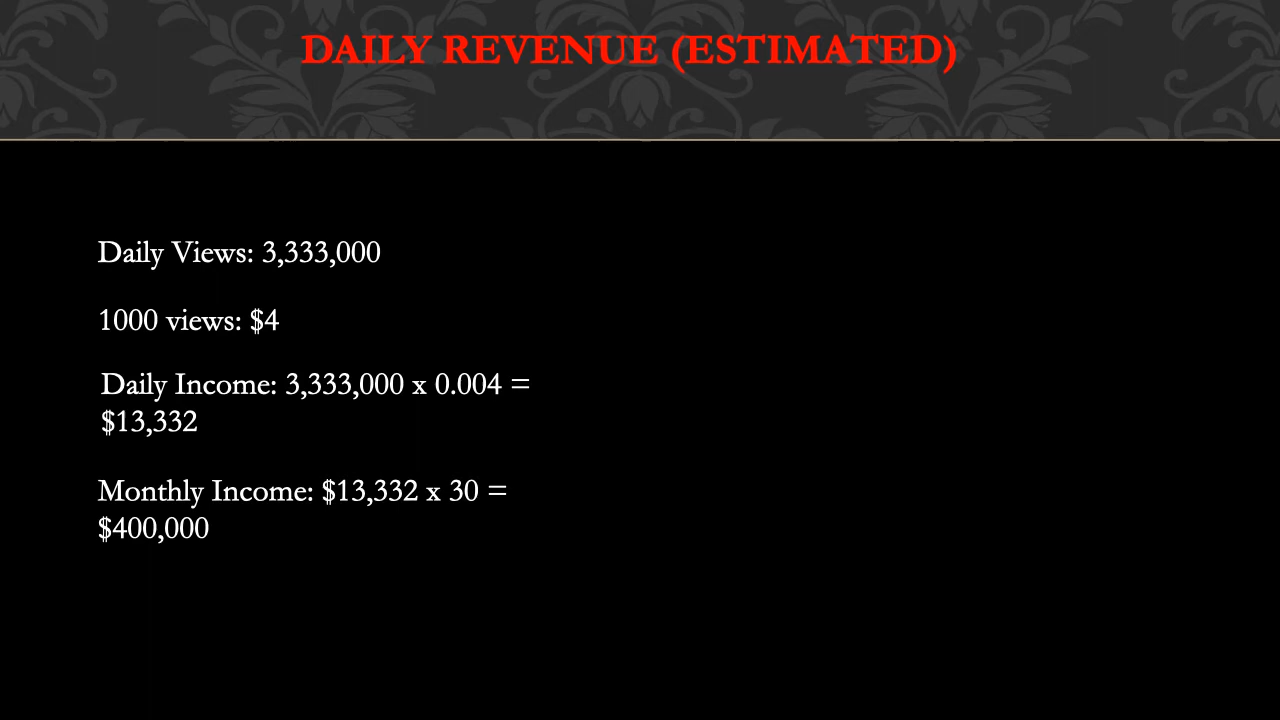 DAILY REVENUE (ESTIMATED)
Daily Views: 3,333,000
1000 views: $4
Daily Income: 3,333,000 x 0.004 =
$13,332
Monthly Income: $13,332 x 30 =
$400,000